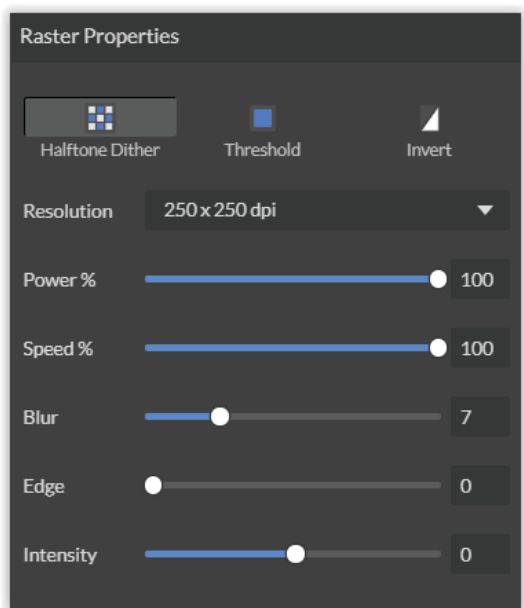 Raster Properties
Halftone Dither Threshold Invert
Resolution 250 x 250 dpi
Power % 100
Speed % 100
Blur 7
Edge 0
Intensity 0